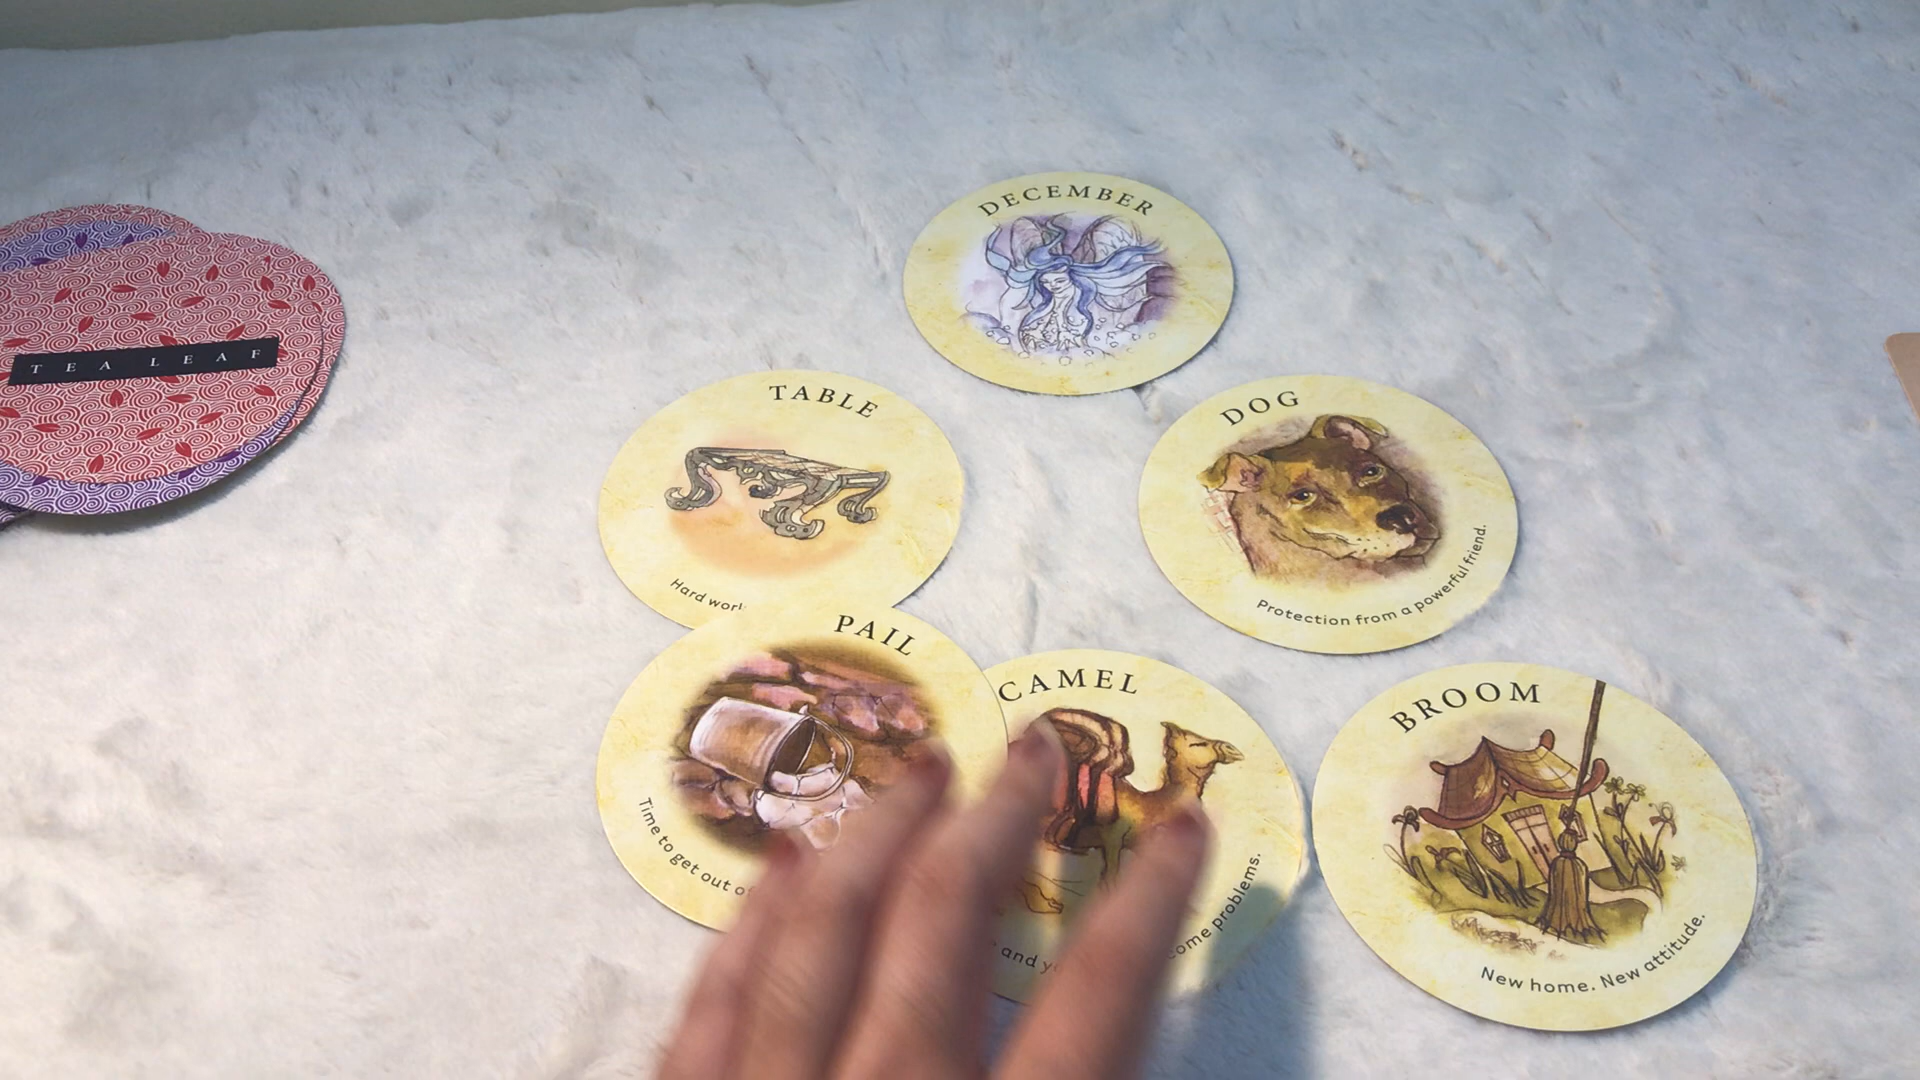 DECEMBER
TEA LEAF
TABLE
Hard
DOG
Protection from a powerful friend.
PAIL
Time to get out of
CAMEL
and
problems.
BROOM
New home. New attitude.